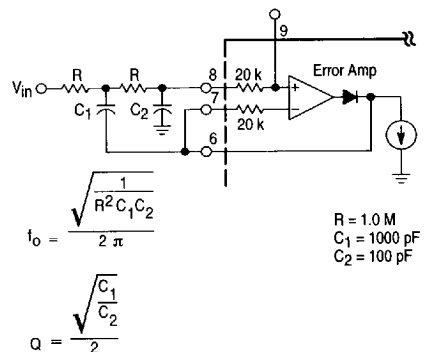 9
R R 8 20 k Error Amp
Vin + 
C1 C2 7 –
20 k
6
fo = √(1 / R²C1C2) / 2 π
R = 1.0 M
C1 = 1000 pF
C2 = 100 pF
Q = √(C1 / C2) / 2